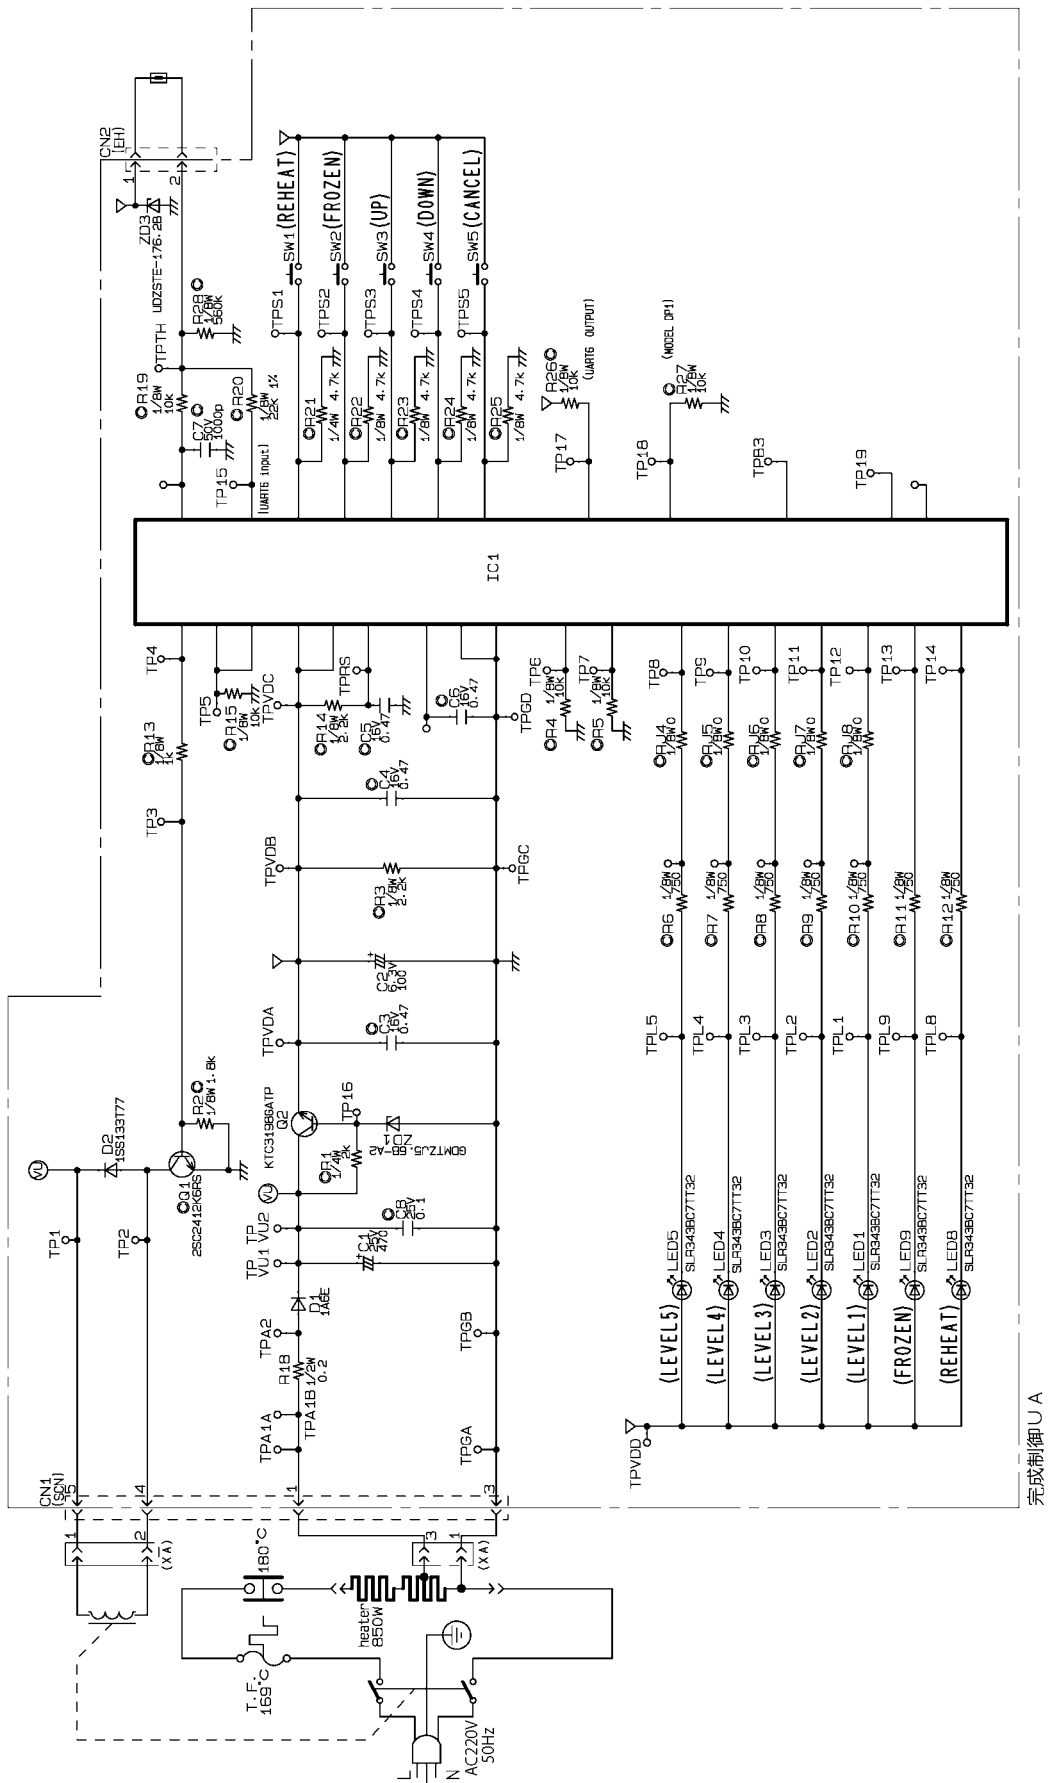 CN2
(EH)
1
2
ZD3
UDZSTE-176.2B
◎R28
1/8W
560k
TPTH
◎R19
1/8W
10k
◎C7
50V
1000p
◎R20
1/8W
22k 1%
TP15
(UART6 input)
TPS1
SW1 (REHEAT)
TPS2
SW2 (FROZEN)
TPS3
SW3 (UP)
TPS4
SW4 (DOWN)
TPS5
SW5 (CANCEL)
◎R21
1/4W 4.7k
◎R22
1/8W 4.7k
◎R23
1/8W 4.7k
◎R24
1/8W 4.7k
◎R25
1/8W 4.7k
R26◎
1/8W
10k
(UART6 OUTPUT)
TP17
(MODEL DP1)
◎R27
1/8W
10k
TP18
TPB3
TP19
IC1
TP4
◎R13
1/8W
1k
TP3
TP5
◎R15
1/8W
10k
TPVDC
◎R14
1/8W
2.2k
TPRS
◎C5
16V
0.47
◎C4
16V
0.47
◎C6
16V
0.47
TPGD
TPVDB
◎R3
1/8W
2.2k
TPGC
C2
6.3V
100
TPVDA
◎C3
16V
0.47
KTC3198GATP
Q2
TP16
ZD1
GDMTZJ5.6B-A2
◎R1
1/4W
2k
VU
D2
1SS133T77
R2◎
1/8W 1.8k
◎Q1
2SC2412K6RS
TP1
TP2
VU
TP
VU2
TP
VU1
◎C8
25V
0.1
C1
25V
470
D1
1A6E
TPA2
R18
1/2W
0.2
TPA1B
TPA1A
TPGB
TPGA
TP6
◎R4
1/8W
10k
TP7
◎R5
1/8W
10k
TP8
◎RJ4
1/8W 0
TP9
◎RJ5
1/8W 0
TP10
◎RJ6
1/8W 0
TP11
◎RJ7
1/8W 0
TP12
◎RJ8
1/8W 0
TP13
TP14
◎R6
1/8W
750
◎R7
1/8W
750
◎R8
1/8W
750
◎R9
1/8W
750
◎R10
1/8W
750
◎R11
1/8W
750
◎R12
1/8W
750
TPL5
TPL4
TPL3
TPL2
TPL1
TPL9
TPL8
(LEVEL5)
LED5
SLR343BC7TT32
(LEVEL4)
LED4
SLR343BC7TT32
(LEVEL3)
LED3
SLR343BC7TT32
(LEVEL2)
LED2
SLR343BC7TT32
(LEVEL1)
LED1
SLR343BC7TT32
(FROZEN)
LED9
SLR343BC7TT32
(REHEAT)
LED8
SLR343BC7TT32
TPVDD
CN1
(SCN)
5
4
1
3
1
2
(XA)
3
1
(XA)
180°C
T.F.
169°C
heater
850W
L
N
AC220V
50Hz
完成制御UA